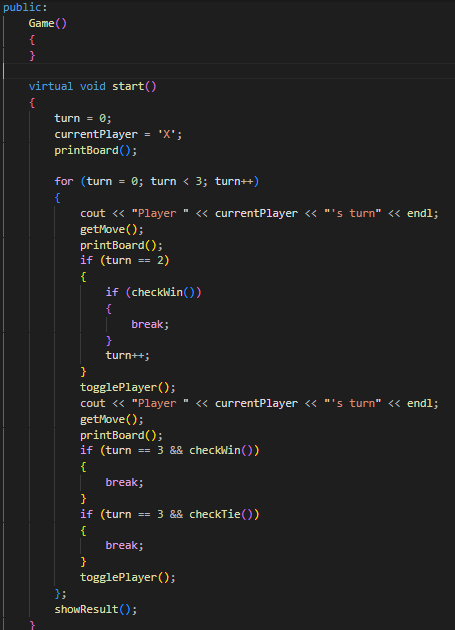 public:
    Game()
    {
    }

    virtual void start()
    {
        turn = 0;
        currentPlayer = 'X';
        printBoard();

        for (turn = 0; turn < 3; turn++)
        {
            cout << "Player " << currentPlayer << "'s turn" << endl;
            getMove();
            printBoard();
            if (turn == 2)
            {
                if (checkWin())
                {
                    break;
                }
                turn++;
            }
            togglePlayer();
            cout << "Player " << currentPlayer << "'s turn" << endl;
            getMove();
            printBoard();
            if (turn == 3 && checkWin())
            {
                break;
            }
            if (turn == 3 && checkTie())
            {
                break;
            }
            togglePlayer();
        };
        showResult();
    }